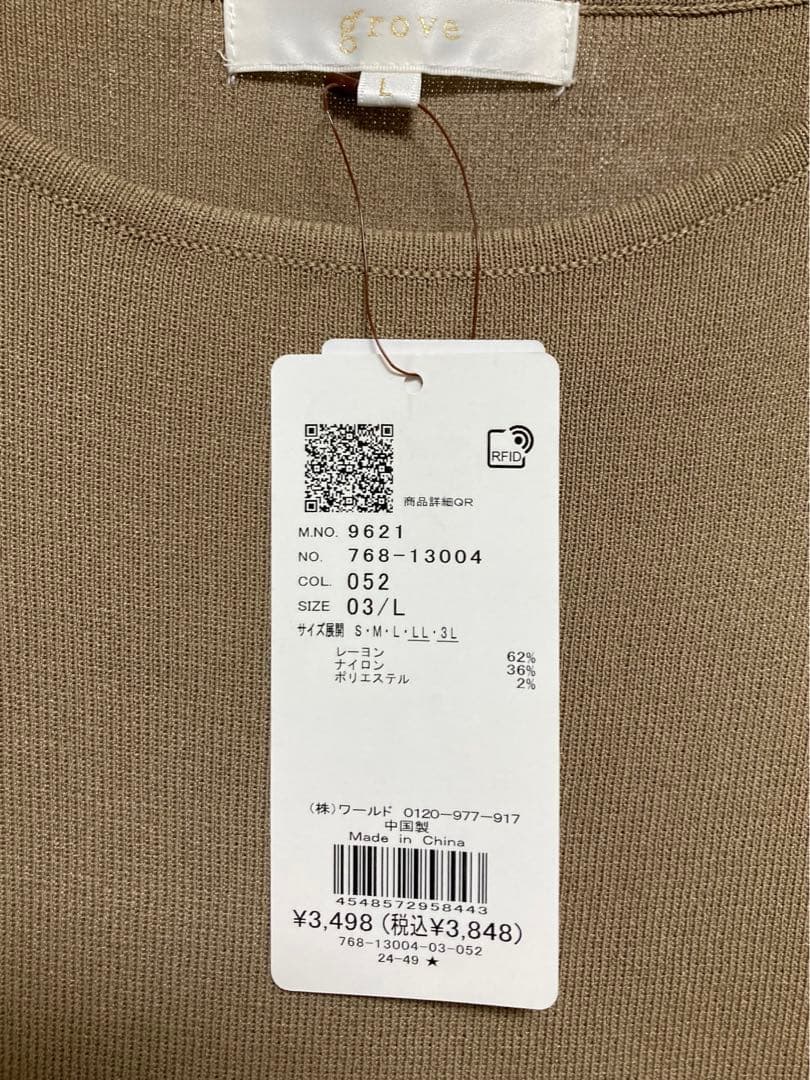 grove
L
RFID
商品詳細QR
M.NO. 9621
NO. 768-13004
COL. 052
SIZE 03/L
サイズ展開 S・M・L・LL・3L
レーヨン 62%
ナイロン 36%
ポリエステル 2%
(株)ワールド 0120-977-917
中国製
Made in China
4548572958443
¥3,498(税込¥3,848)
768-13004-03-052
24-49 ★